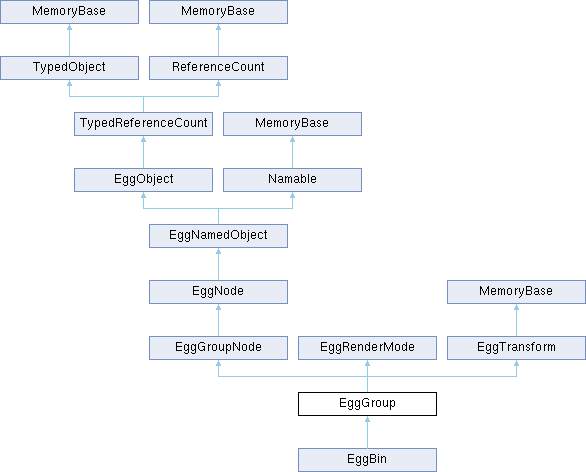 MemoryBase
MemoryBase
TypedObject
ReferenceCount
TypedReferenceCount
MemoryBase
EggObject
Namable
EggNamedObject
EggNode
MemoryBase
EggGroupNode
EggRenderMode
EggTransform
EggGroup
EggBin